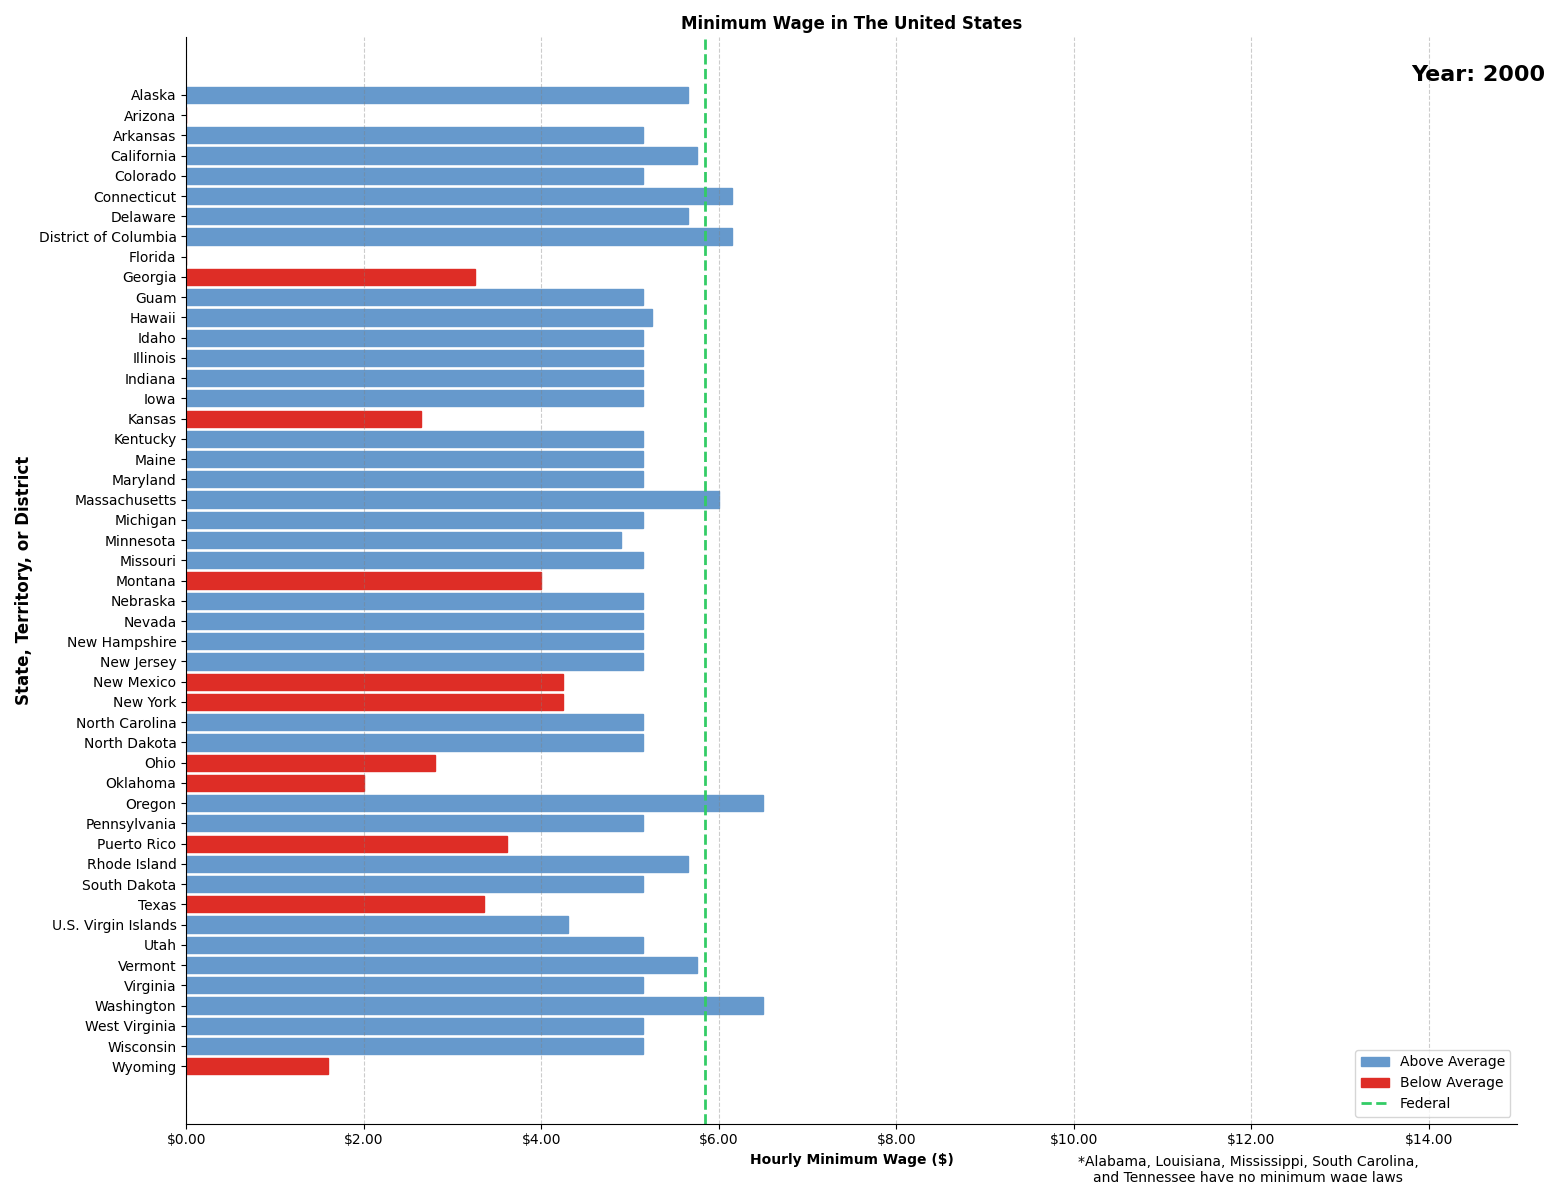 Minimum Wage in The United States
Year: 2000
State, Territory, or District
Alaska
Arizona
Arkansas
California
Colorado
Connecticut
Delaware
District of Columbia
Florida
Georgia
Guam
Hawaii
Idaho
Illinois
Indiana
Iowa
Kansas
Kentucky
Maine
Maryland
Massachusetts
Michigan
Minnesota
Missouri
Montana
Nebraska
Nevada
New Hampshire
New Jersey
New Mexico
New York
North Carolina
North Dakota
Ohio
Oklahoma
Oregon
Pennsylvania
Puerto Rico
Rhode Island
South Dakota
Texas
U.S. Virgin Islands
Utah
Vermont
Virginia
Washington
West Virginia
Wisconsin
Wyoming
Above Average
Below Average
Federal
$0.00 $2.00 $4.00 $6.00 $8.00 $10.00 $12.00 $14.00
Hourly Minimum Wage ($)
*Alabama, Louisiana, Mississippi, South Carolina,
and Tennessee have no minimum wage laws